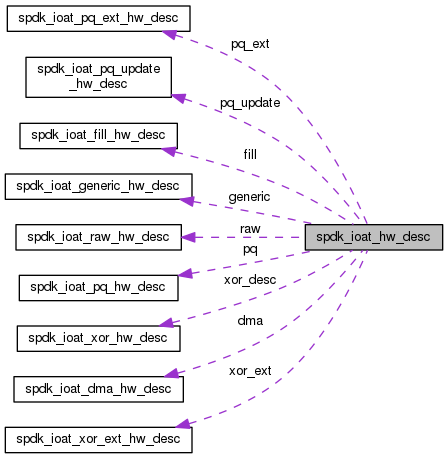 spdk_ioat_pq_ext_hw_desc
pq_ext
spdk_ioat_pq_update
_hw_desc
pq_update
spdk_ioat_fill_hw_desc
fill
spdk_ioat_generic_hw_desc
generic
spdk_ioat_raw_hw_desc
raw
spdk_ioat_hw_desc
pq
spdk_ioat_pq_hw_desc
xor_desc
spdk_ioat_xor_hw_desc
dma
spdk_ioat_dma_hw_desc
xor_ext
spdk_ioat_xor_ext_hw_desc